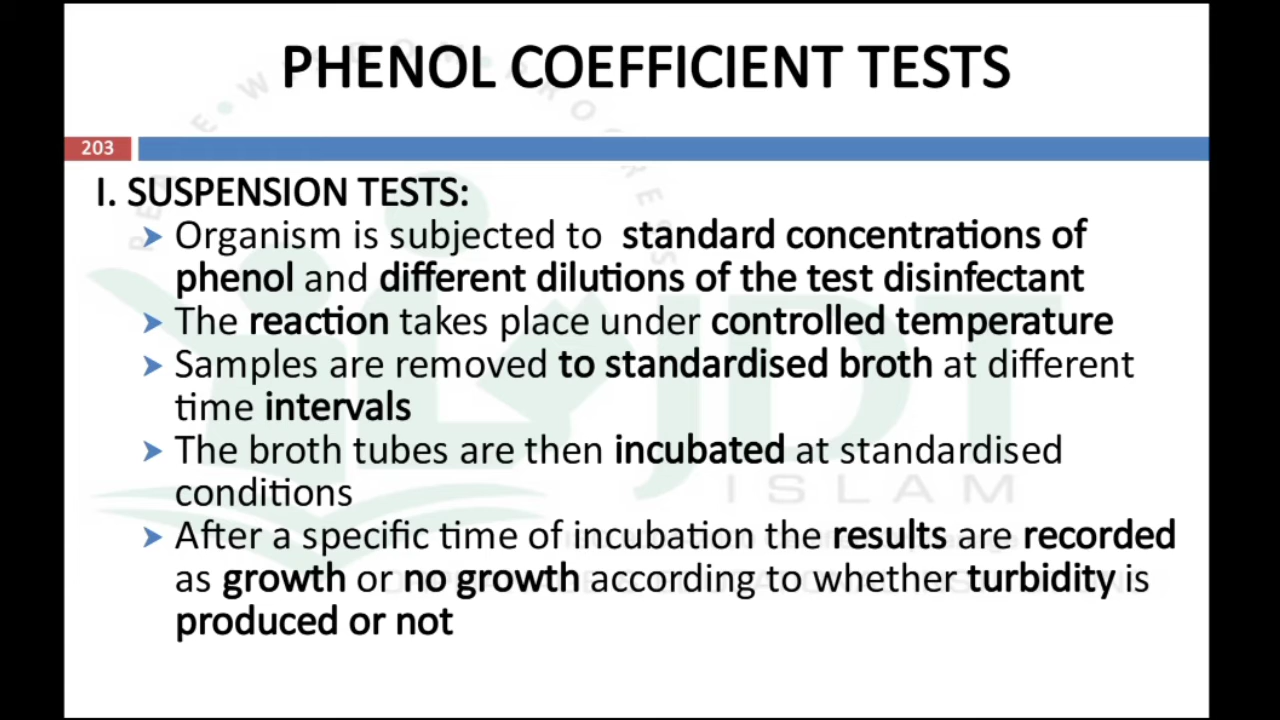 PHENOL COEFFICIENT TESTS
203
I. SUSPENSION TESTS:
➤ Organism is subjected to standard concentrations of
phenol and different dilutions of the test disinfectant
➤ The reaction takes place under controlled temperature
➤ Samples are removed to standardised broth at different
time intervals
➤ The broth tubes are then incubated at standardised
conditions
➤ After a specific time of incubation the results are recorded
as growth or no growth according to whether turbidity is
produced or not
JDT
ISLAM